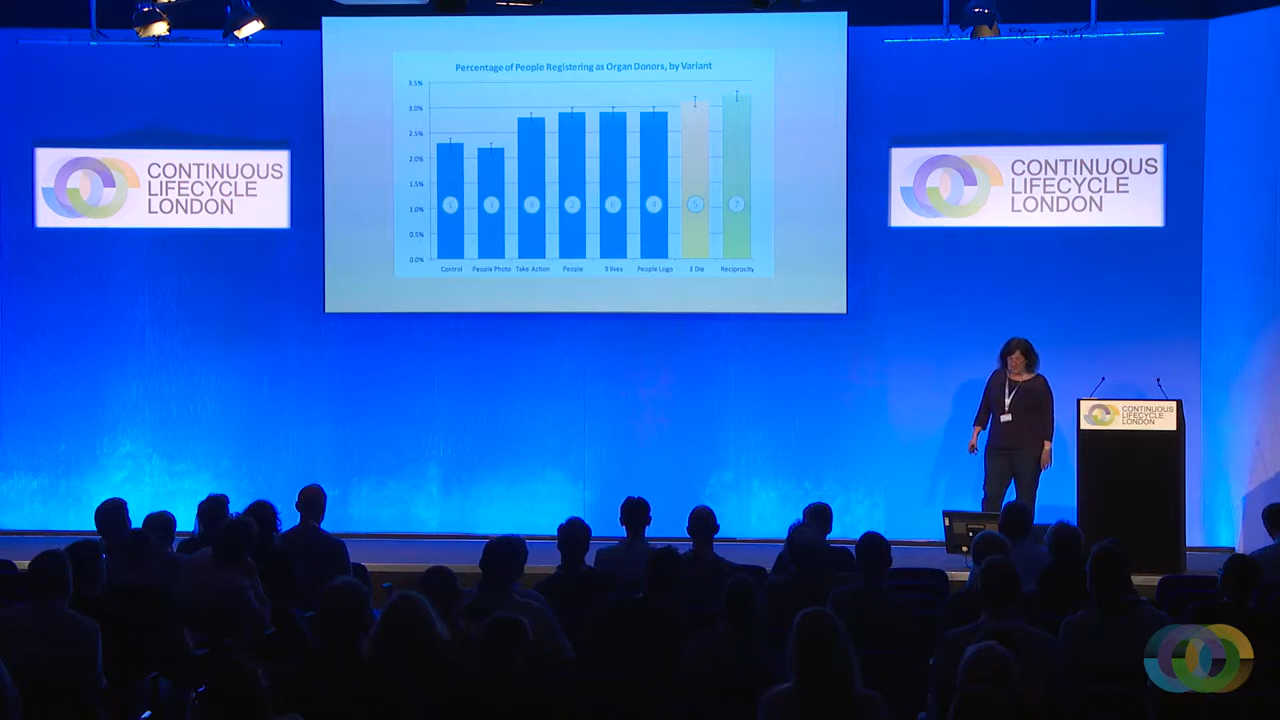 Percentage of People Registering as Organ Donors, by Variant
3.5%
3.0%
2.5%
2.0%
1.5%
1.0%
0.5%
0.0%
Control People Photo Take Action People 9 lives People Logo 3 Die Reciprocity
CONTINUOUS
LIFECYCLE
LONDON
CONTINUOUS
LIFECYCLE
LONDON
CONTINUOUS
LIFECYCLE
LONDON